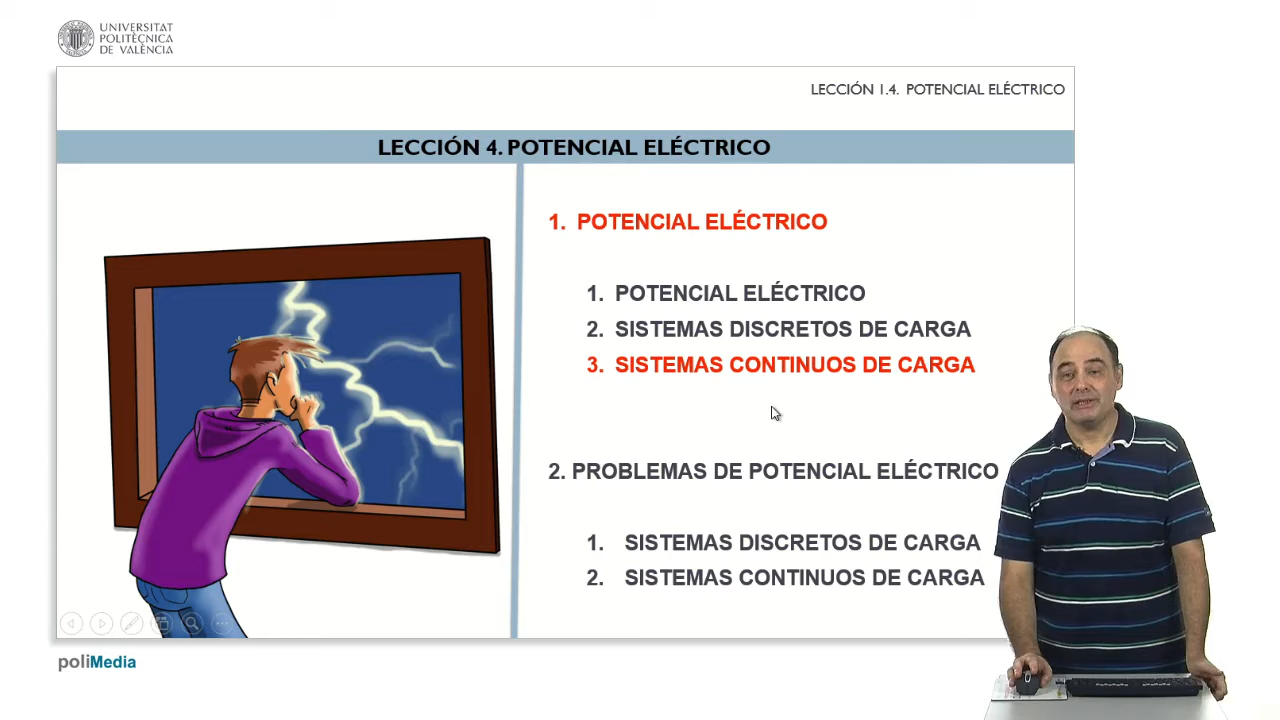 UNIVERSITAT
POLITÈCNICA
DE VALÈNCIA
LECCIÓN 1.4. POTENCIAL ELÉCTRICO
LECCIÓN 4. POTENCIAL ELÉCTRICO
1. POTENCIAL ELÉCTRICO
1. POTENCIAL ELÉCTRICO
2. SISTEMAS DISCRETOS DE CARGA
3. SISTEMAS CONTINUOS DE CARGA
2. PROBLEMAS DE POTENCIAL ELÉCTRICO
1. SISTEMAS DISCRETOS DE CARGA
2. SISTEMAS CONTINUOS DE CARGA
poliMedia